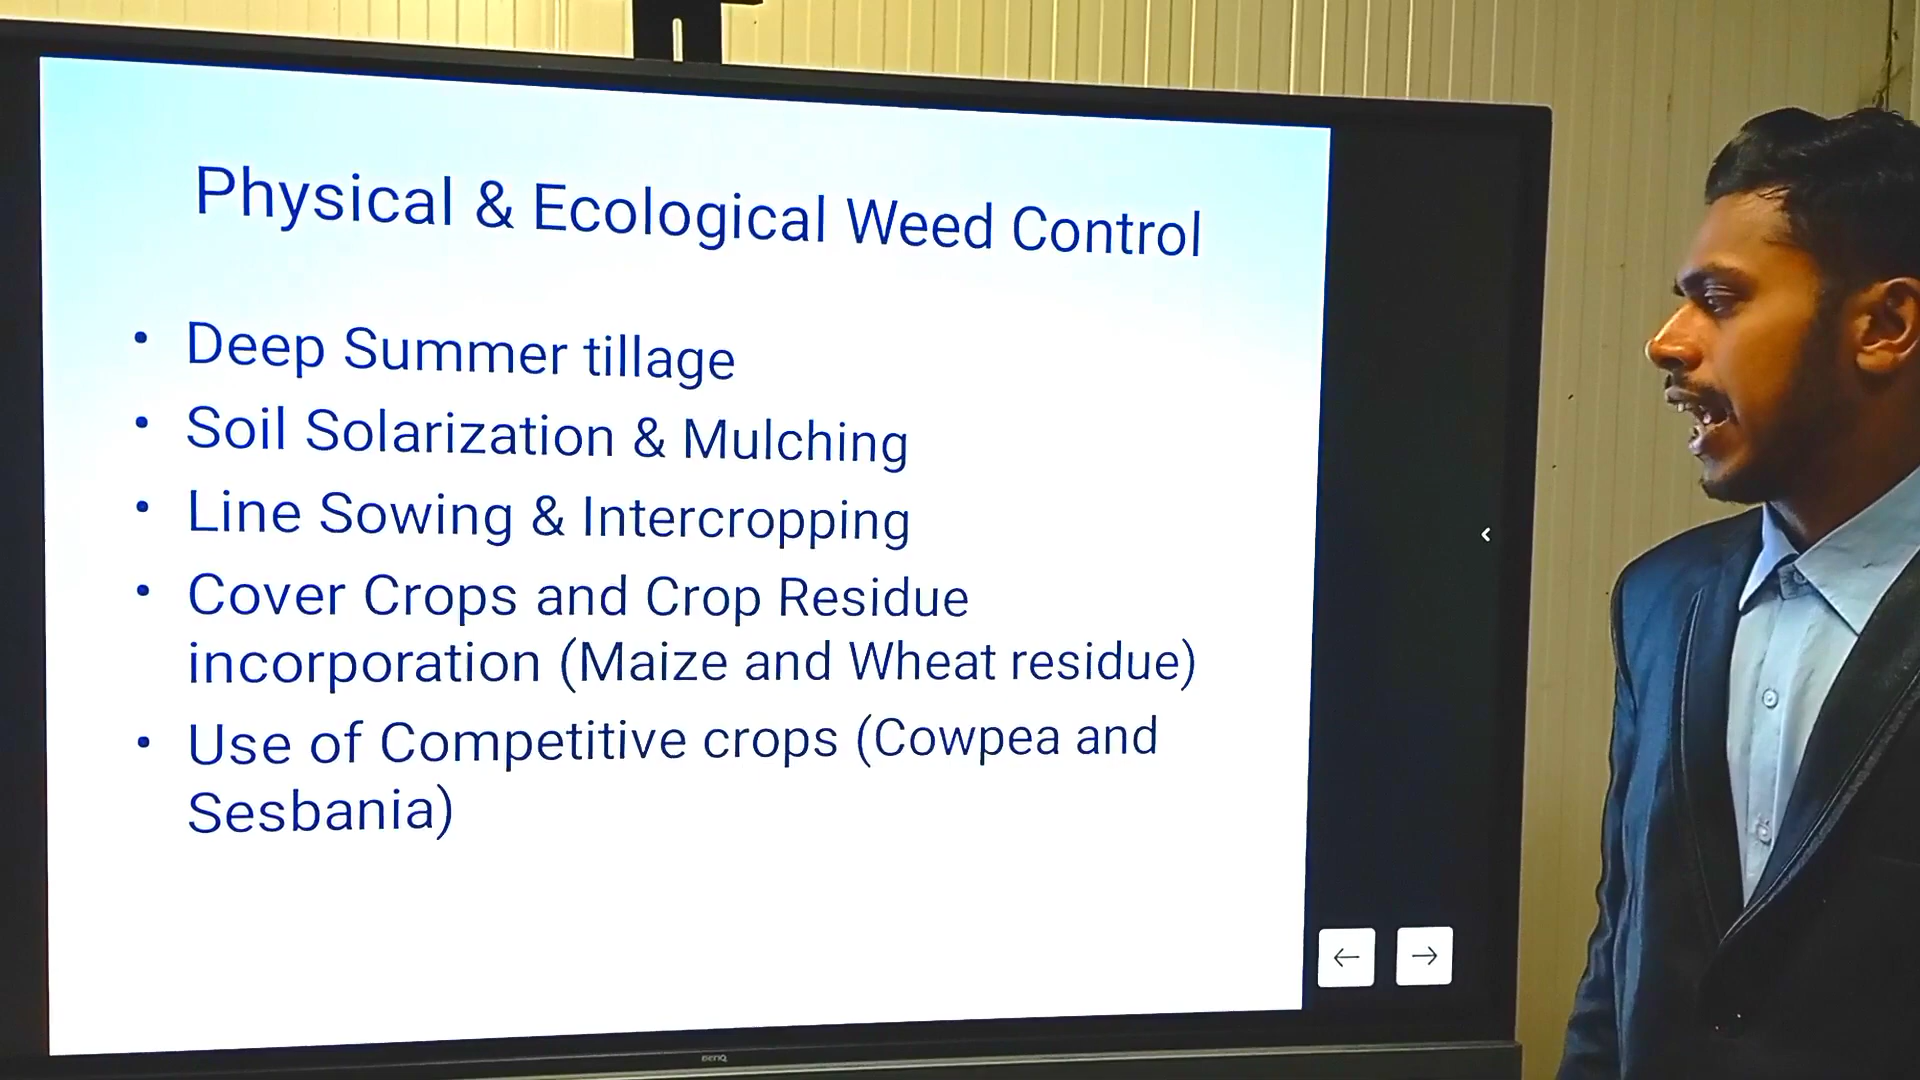 Physical & Ecological Weed Control
• Deep Summer tillage
• Soil Solarization & Mulching
• Line Sowing & Intercropping
• Cover Crops and Crop Residue
incorporation (Maize and Wheat residue)
• Use of Competitive crops (Cowpea and
Sesbania)
BenQ